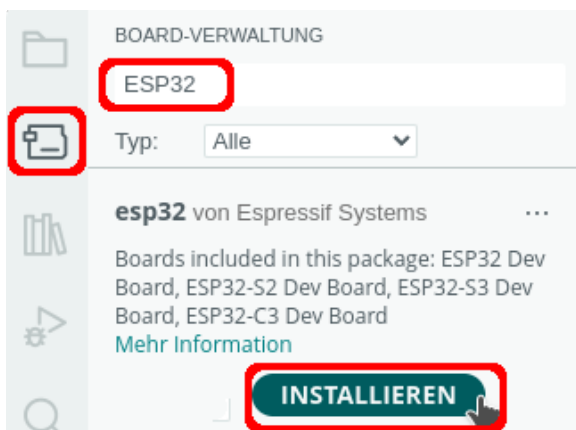 BOARD-VERWALTUNG
ESP32
Typ: Alle
esp32 von Espressif Systems ...
Boards included in this package: ESP32 Dev
Board, ESP32-S2 Dev Board, ESP32-S3 Dev
Board, ESP32-C3 Dev Board
Mehr Information
INSTALLIEREN